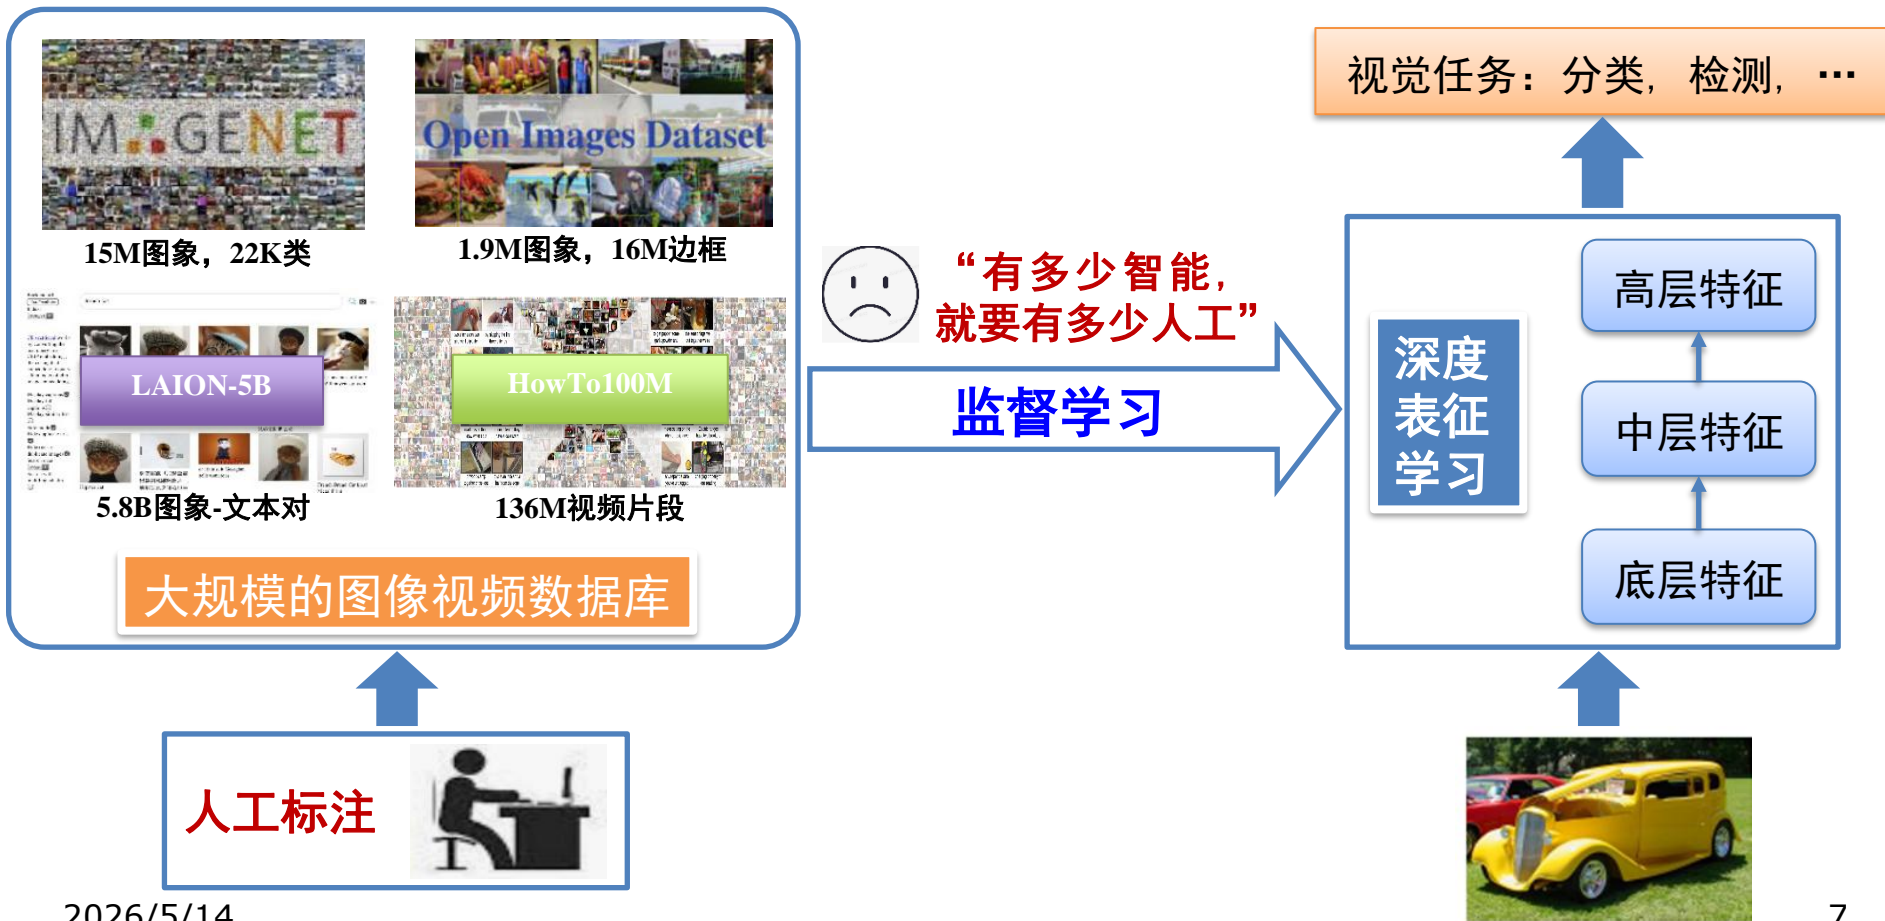 IMAGENET
Open Images Dataset
15M图象，22K类
1.9M图象，16M边框
LAION-5B
HowTo100M
5.8B图象-文本对
136M视频片段
大规模的图像视频数据库
人工标注
2026/5/14
“有多少智能，
就要有多少人工”
监督学习
视觉任务：分类，检测，…
深度
表征
学习
高层特征
中层特征
底层特征
7